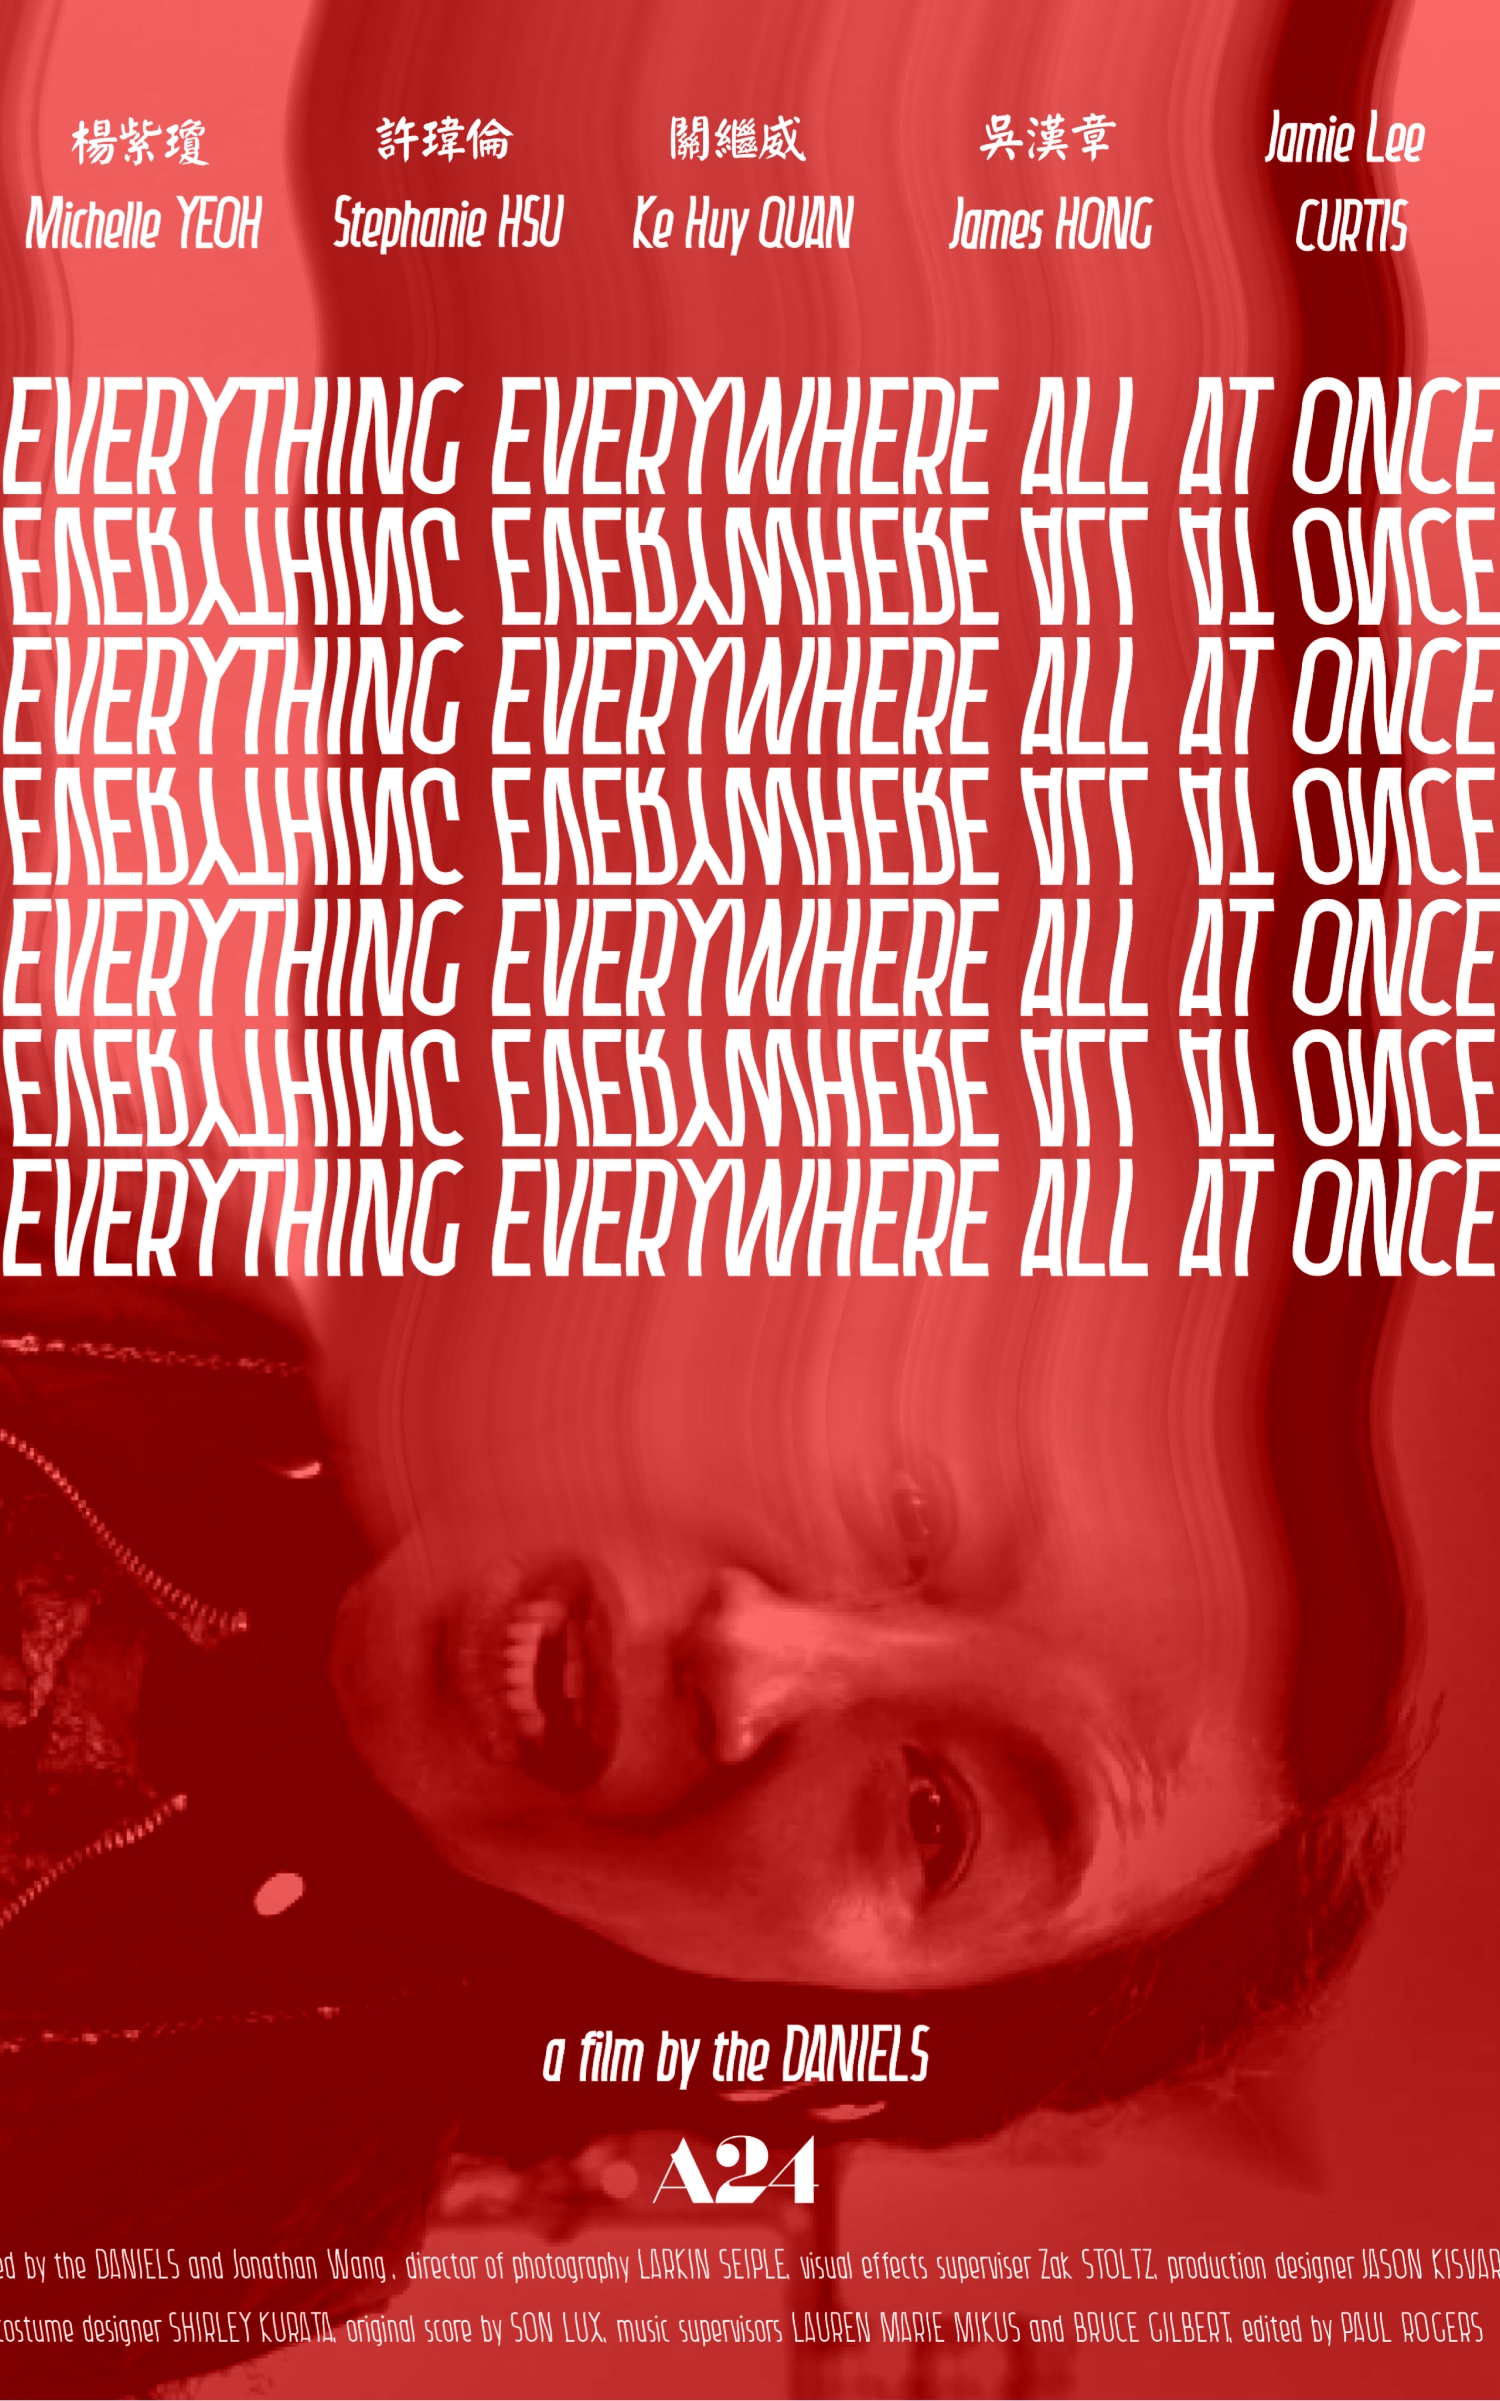 楊紫瓊 許瑋倫 關繼威 吳漢章 Jamie Lee
Michelle YEOH Stephanie HSU Ke Huy QUAN James HONG CURTIS
EVERYTHING EVERYWHERE ALL AT ONCE
EVERYTHING EVERYWHERE ALL AT ONCE
EVERYTHING EVERYWHERE ALL AT ONCE
EVERYTHING EVERYWHERE ALL AT ONCE
EVERYTHING EVERYWHERE ALL AT ONCE
EVERYTHING EVERYWHERE ALL AT ONCE
EVERYTHING EVERYWHERE ALL AT ONCE
a film by the DANIELS
A24
ed by the DANIELS and Jonathan Wang, director of photography LARKIN SEIPLE, visual effects superviser Zak STOLTZ, production designer JASON KISVAR
costume designer SHIRLEY KURATA, original score by SON LUX, music supervisors LAUREN MARIE MIKUS and BRUCE GILBERT, edited by PAUL ROGERS